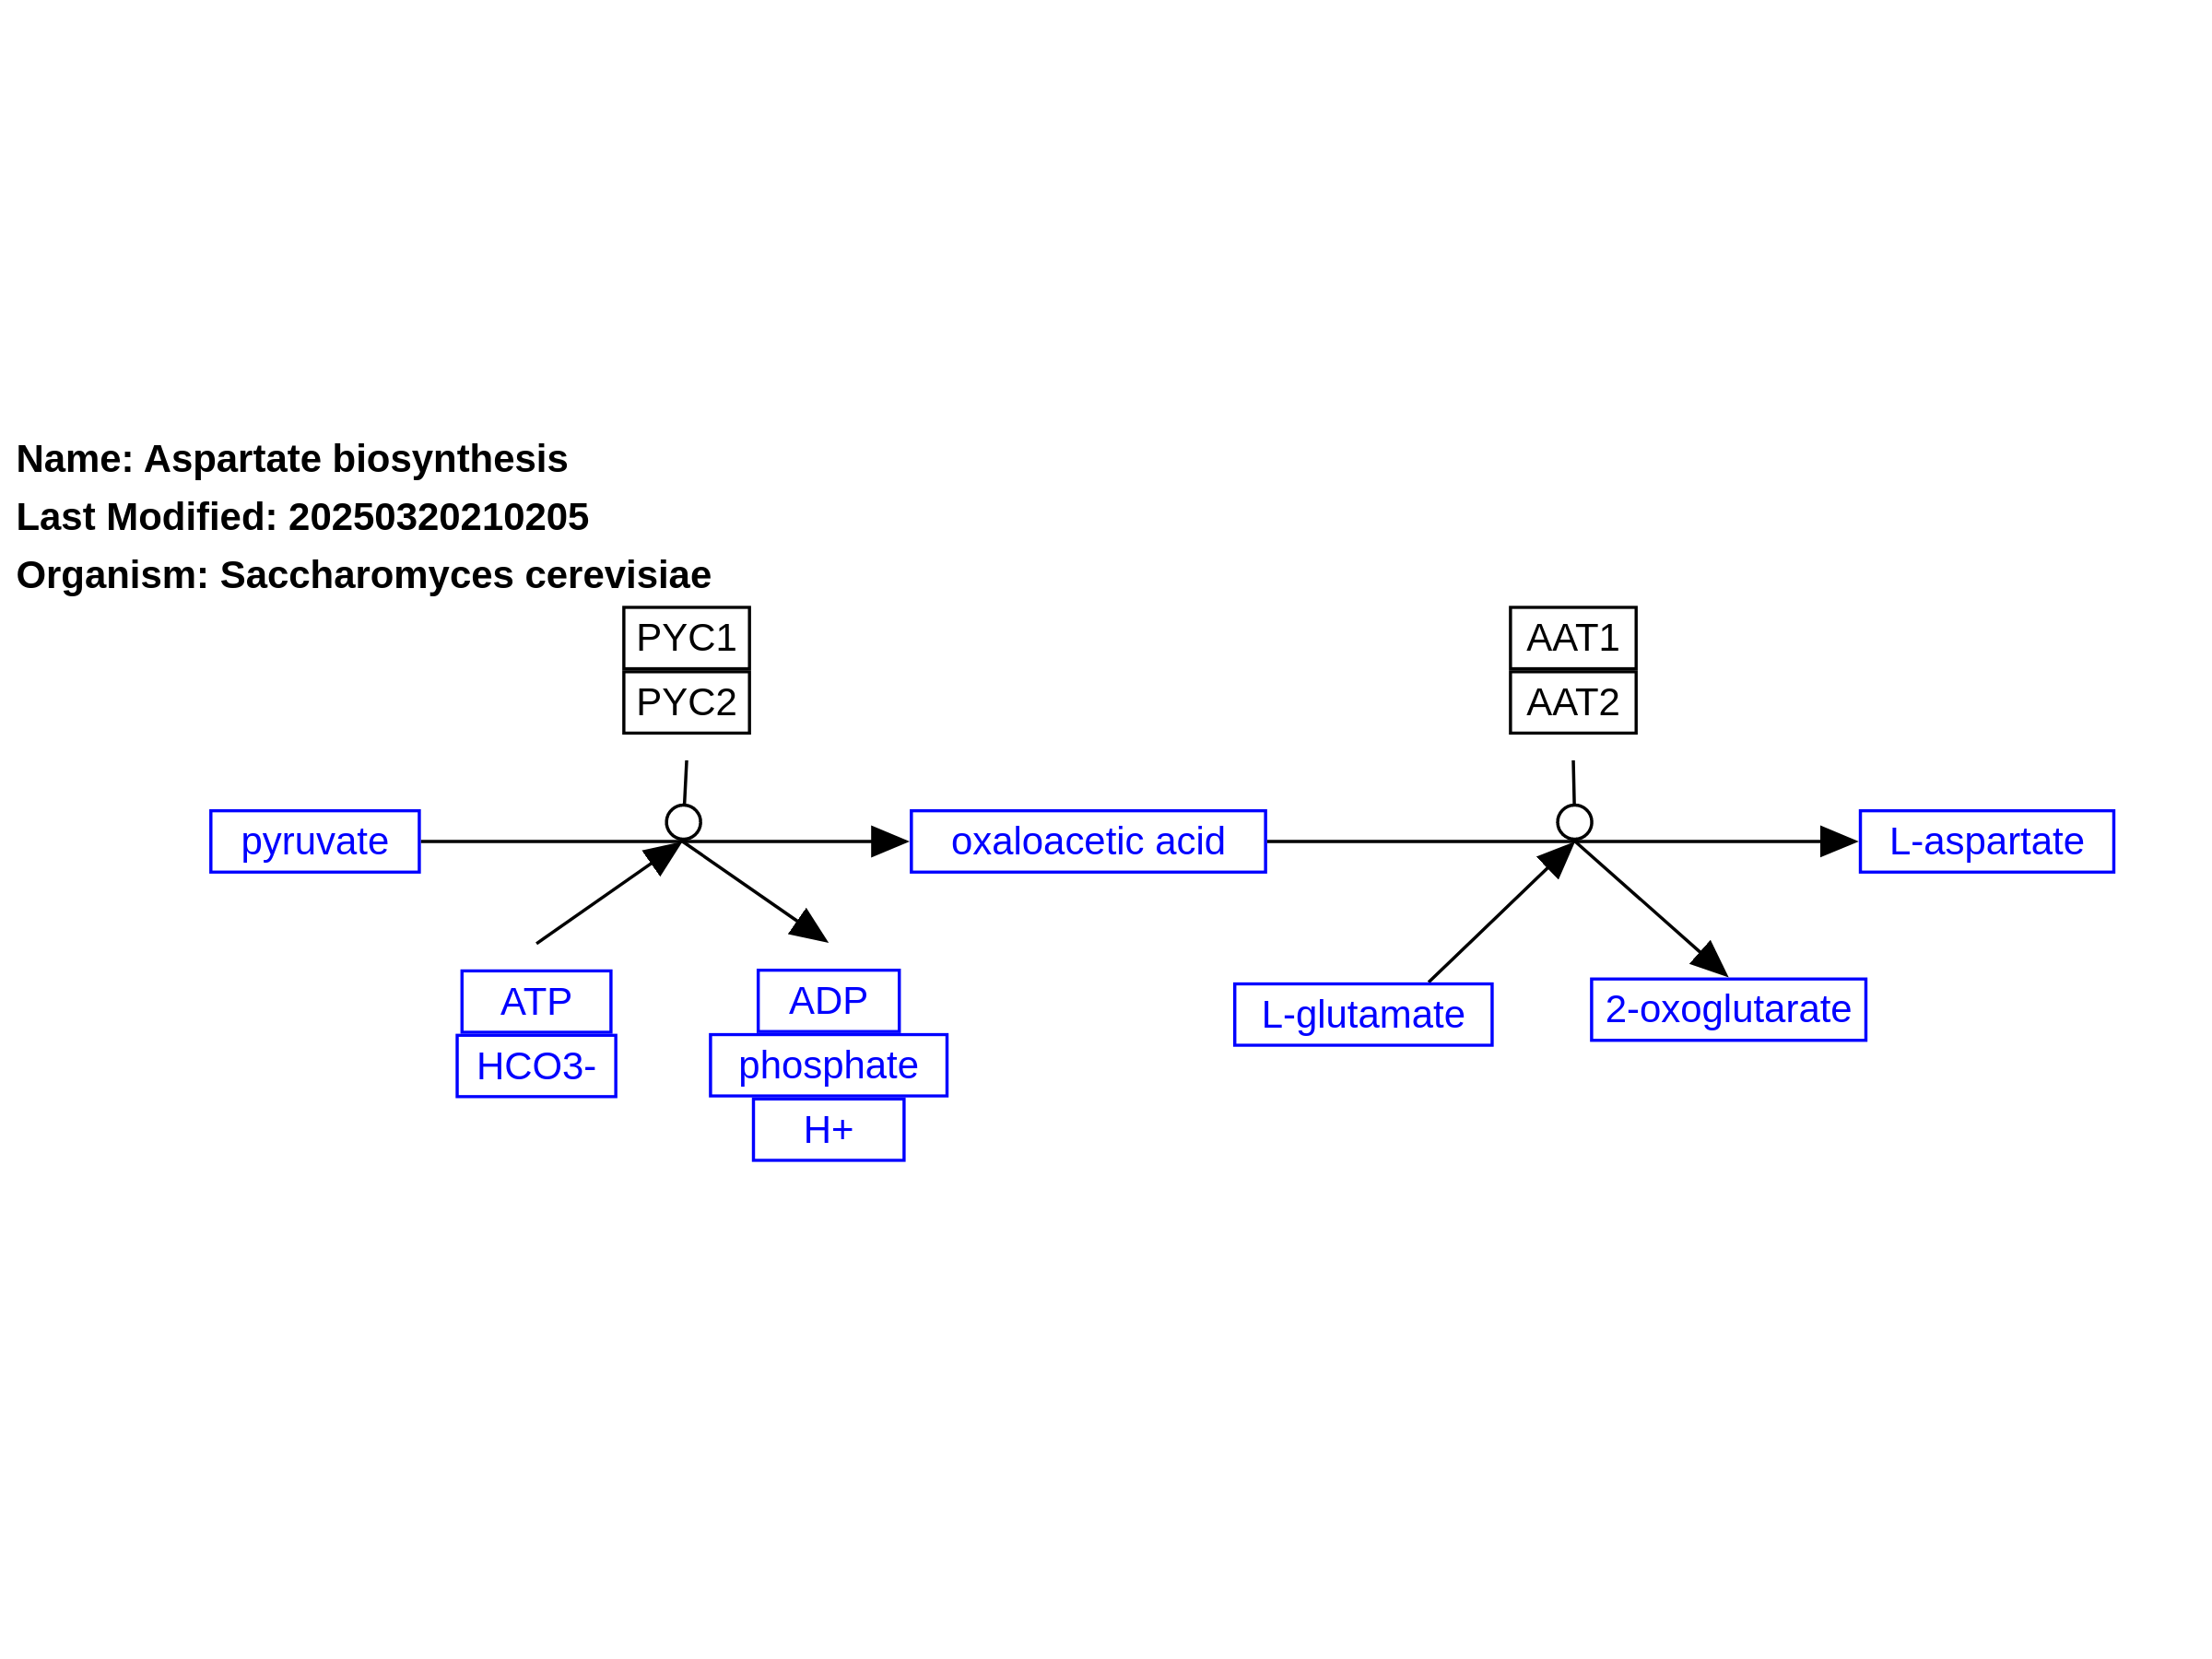 Name: Aspartate biosynthesis
Last Modified: 20250320210205
Organism: Saccharomyces cerevisiae
PYC1
PYC2
AAT1
AAT2
pyruvate
oxaloacetic acid
L-aspartate
ATP
HCO3-
ADP
phosphate
H+
L-glutamate
2-oxoglutarate